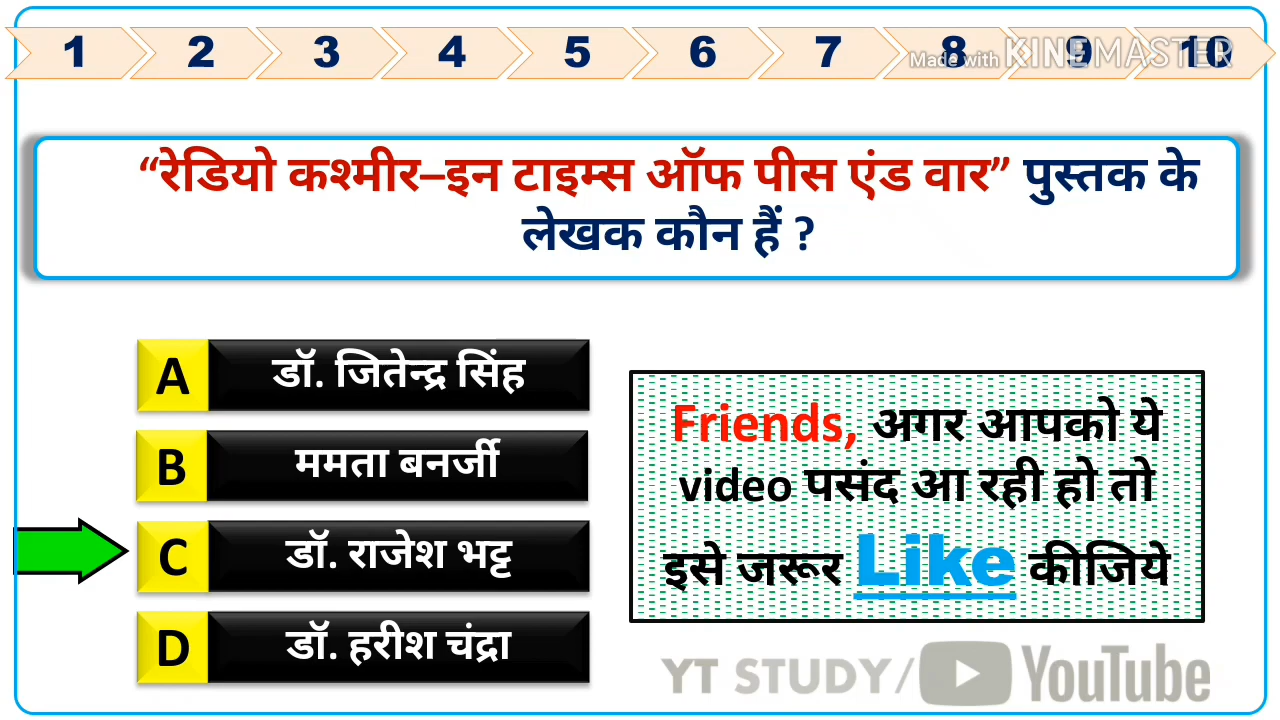 1 2 3 4 5 6 7 8 9 10
Made with KINEMASTER
“रेडियो कश्मीर–इन टाइम्स ऑफ पीस एंड वार” पुस्तक के
लेखक कौन हैं ?
A डॉ. जितेन्द्र सिंह
B ममता बनर्जी
C डॉ. राजेश भट्ट
D डॉ. हरीश चंद्रा
Friends, अगर आपको ये
video पसंद आ रही हो तो
इसे जरूर Like कीजिये
YT STUDY/ YouTube